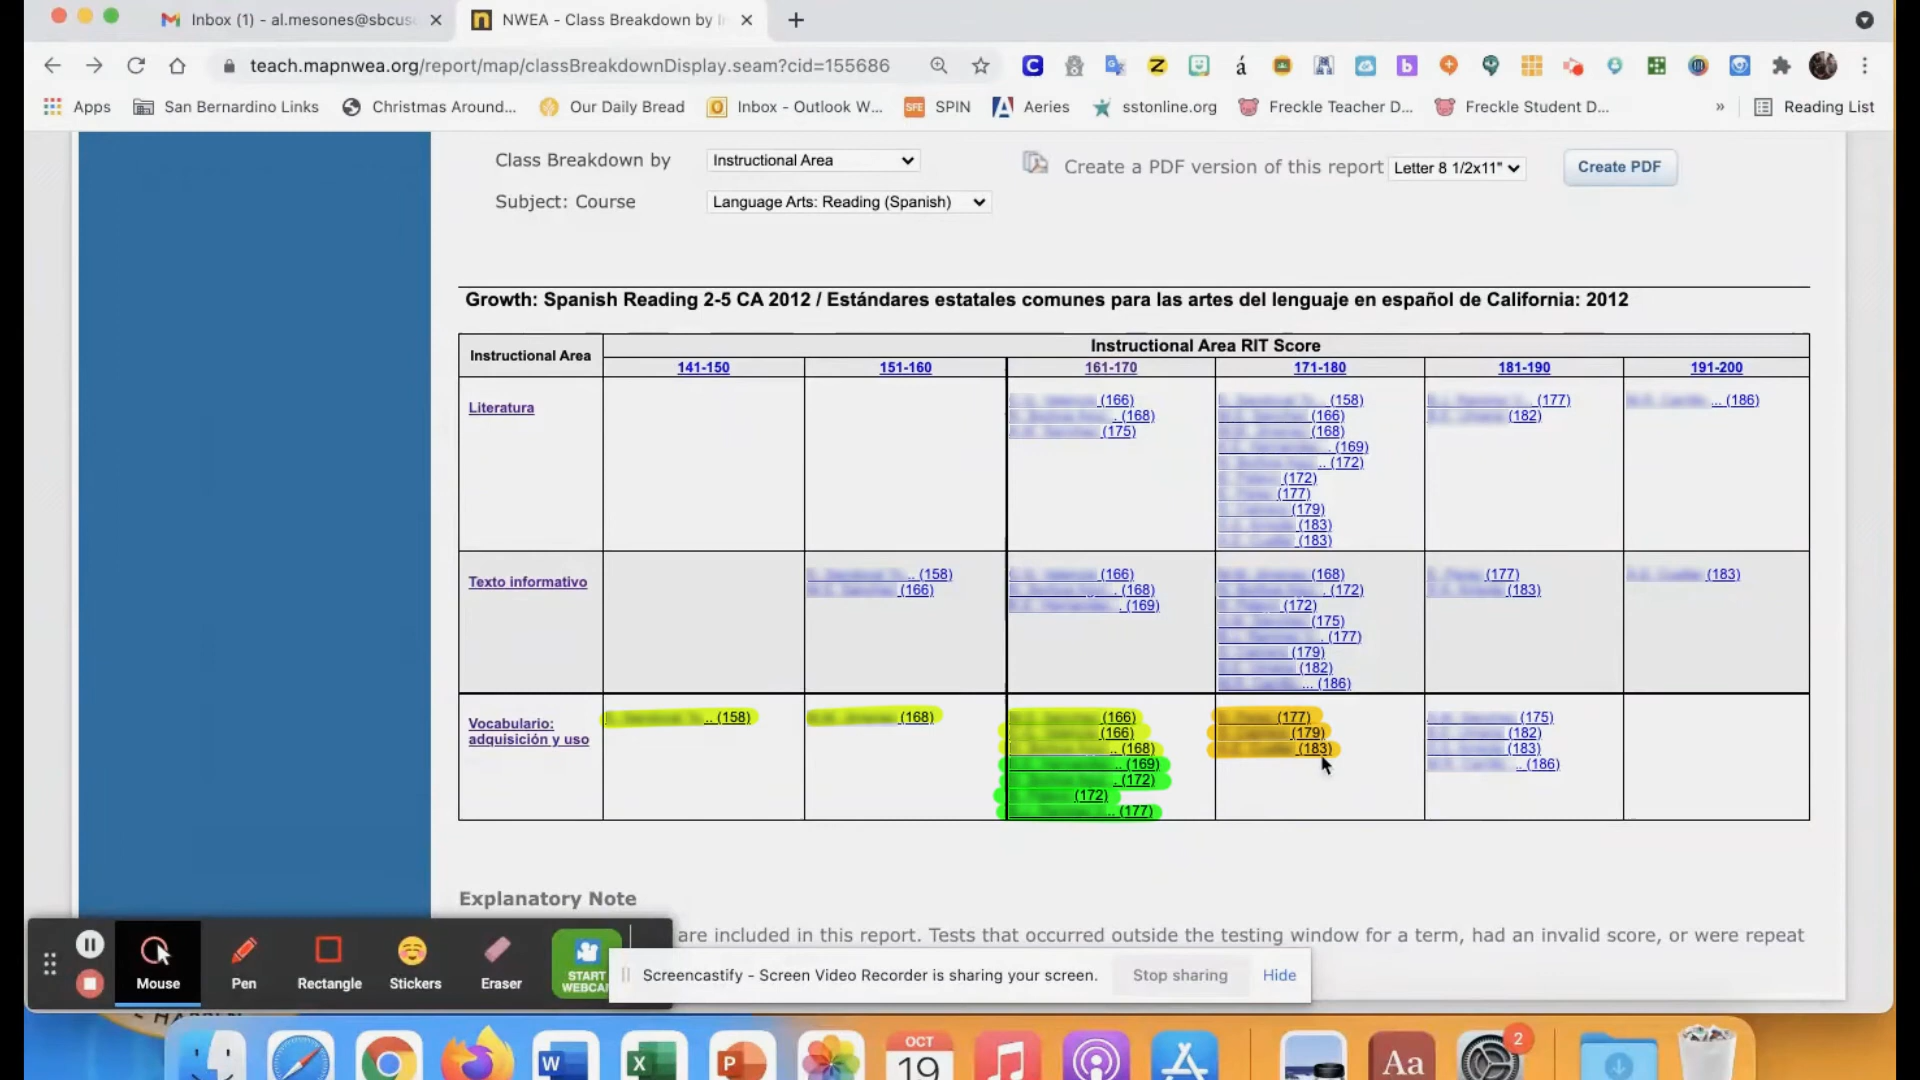 Inbox (1) - al.mesones@sbcus
NWEA - Class Breakdown by I
teach.mapnwea.org/report/map/classBreakdownDisplay.seam?cid=155686
Apps
San Bernardino Links
Christmas Around...
Our Daily Bread
Inbox - Outlook W...
SPIN
Aeries
sstonline.org
Freckle Teacher D...
Freckle Student D...
»
Reading List
Class Breakdown by Instructional Area
Create a PDF version of this report Letter 8 1/2x11" Create PDF
Subject: Course Language Arts: Reading (Spanish)
Growth: Spanish Reading 2-5 CA 2012 / Estándares estatales comunes para las artes del lenguaje en español de California: 2012
Instructional Area
Instructional Area RIT Score
141-150 151-160 161-170 171-180 181-190 191-200
Literatura
(166)
. (168)
(175)
... (158)
(166)
(168)
. (169)
.. (172)
(172)
(177)
(179)
(183)
(183)
(177)
(182)
... (186)
Texto informativo
.. (158)
(166)
(166)
. (168)
. (169)
(168)
. (172)
(172)
(175)
. (177)
(179)
(182)
... (186)
(177)
(183)
(183)
Vocabulario:
adquisición y uso
.. (158)
(168)
(166)
(166)
.. (168)
.. (169)
.. (172)
(172)
... (177)
(177)
(179)
(183)
(175)
(182)
(183)
.. (186)
Explanatory Note
are included in this report. Tests that occurred outside the testing window for a term, had an invalid score, or were repeat
Mouse
Pen
Rectangle
Stickers
Eraser
START
WEBCA
Screencastify - Screen Video Recorder is sharing your screen.
Stop sharing
Hide
W
X
P
OCT
19
Aa
2